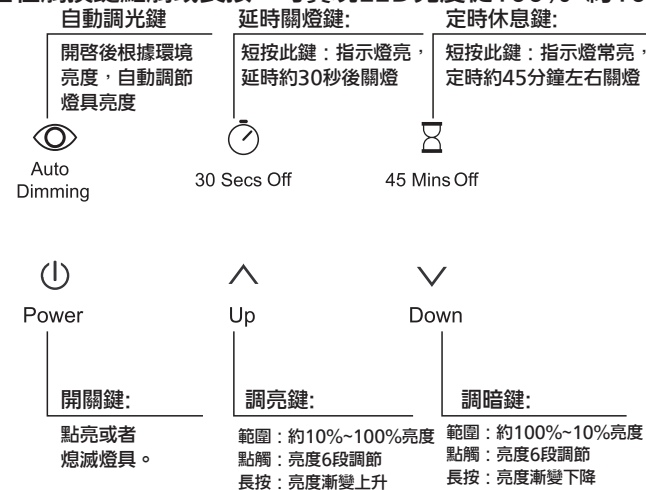 自動調光鍵
開啓後根據環境
亮度，自動調節
燈具亮度
延時關燈鍵:
短按此鍵：指示燈亮，
延時約30秒後關燈
定時休息鍵:
短按此鍵：指示燈常亮，
定時約45分鐘左右關燈
Auto
Dimming
30 Secs Off
45 Mins Off
Power
Up
Down
開關鍵:
點亮或者
熄滅燈具。
調亮鍵:
範圍：約10%~100%亮度
點觸：亮度6段調節
長按：亮度漸變上升
調暗鍵:
範圍：約100%~10%亮度
點觸：亮度6段調節
長按：亮度漸變下降